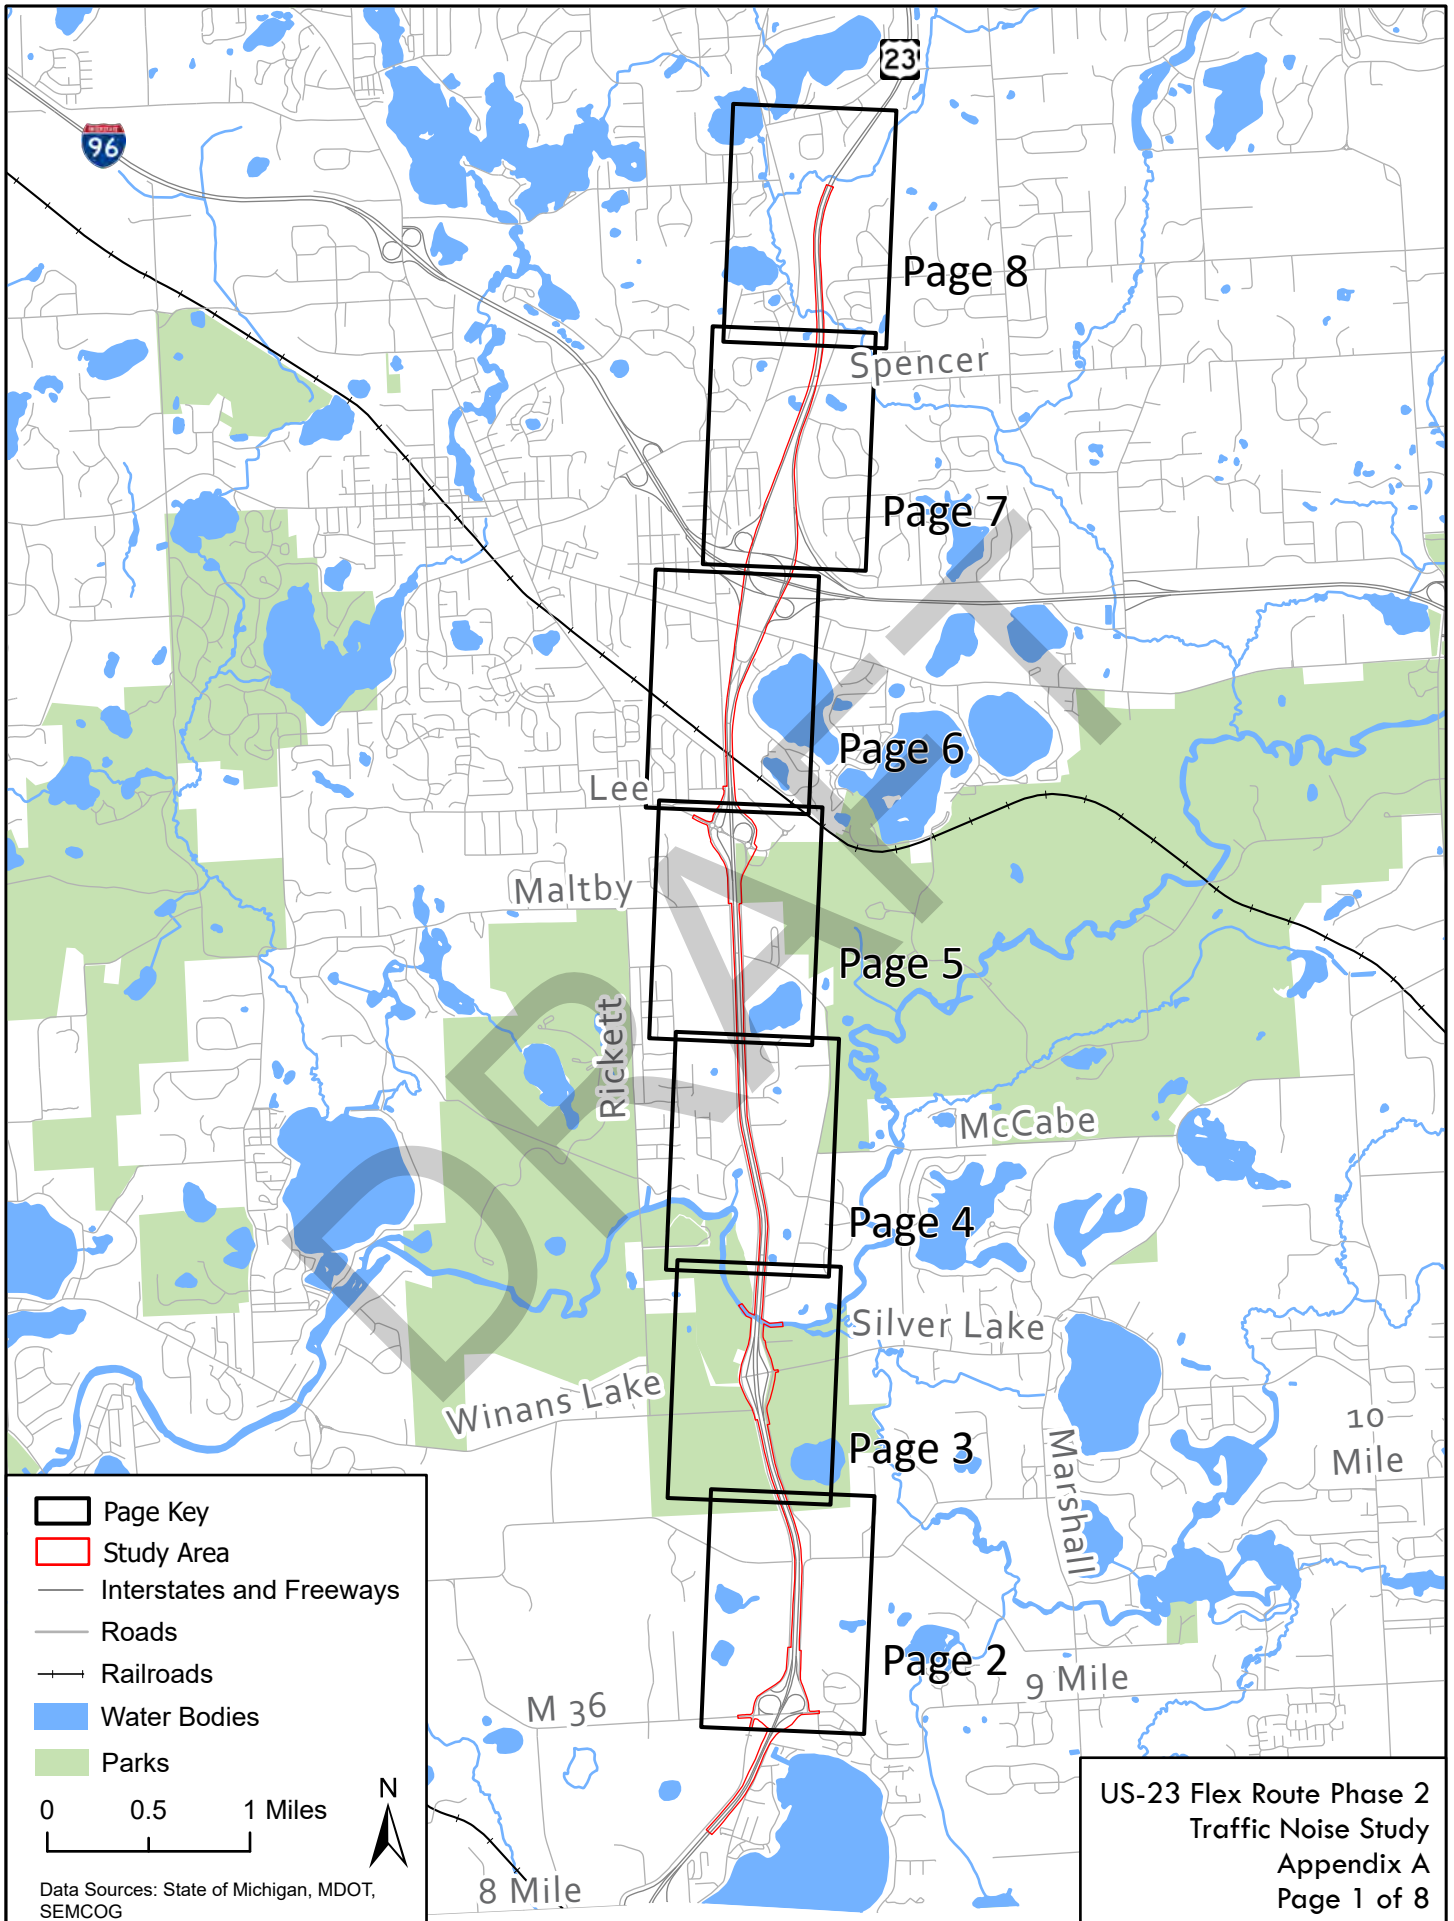 23
INTERSTATE
96
Page 8
Spencer
Page 7
Page 6
Lee
Maltby
Page 5
Rickett
McCabe
Page 4
Silver Lake
Winans Lake
Page 3
10
Mile
Marshall
Page 2
9 Mile
M 36
8 Mile
DRAFT
Page Key
Study Area
Interstates and Freeways
Roads
Railroads
Water Bodies
Parks
N
0 0.5 1 Miles
Data Sources: State of Michigan, MDOT,
SEMCOG
US-23 Flex Route Phase 2
Traffic Noise Study
Appendix A
Page 1 of 8